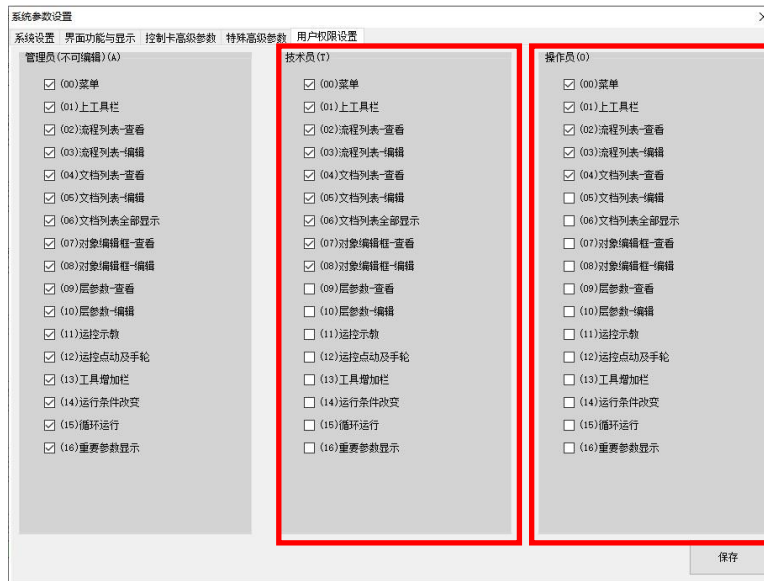 系统参数设置
系统设置 界面功能与显示 控制卡高级参数 特殊高级参数 用户权限设置
管理员(不可编辑)(A)
(00)菜单
(01)上工具栏
(02)流程列表-查看
(03)流程列表-编辑
(04)文档列表-查看
(05)文档列表-编辑
(06)文档列表全部显示
(07)对象编辑框-查看
(08)对象编辑框-编辑
(09)层参数-查看
(10)层参数-编辑
(11)运控示教
(12)运控点动及手轮
(13)工具增加栏
(14)运行条件改变
(15)循环运行
(16)重要参数显示
技术员(T)
(00)菜单
(01)上工具栏
(02)流程列表-查看
(03)流程列表-编辑
(04)文档列表-查看
(05)文档列表-编辑
(06)文档列表全部显示
(07)对象编辑框-查看
(08)对象编辑框-编辑
(09)层参数-查看
(10)层参数-编辑
(11)运控示教
(12)运控点动及手轮
(13)工具增加栏
(14)运行条件改变
(15)循环运行
(16)重要参数显示
操作员(O)
(00)菜单
(01)上工具栏
(02)流程列表-查看
(03)流程列表-编辑
(04)文档列表-查看
(05)文档列表-编辑
(06)文档列表全部显示
(07)对象编辑框-查看
(08)对象编辑框-编辑
(09)层参数-查看
(10)层参数-编辑
(11)运控示教
(12)运控点动及手轮
(13)工具增加栏
(14)运行条件改变
(15)循环运行
(16)重要参数显示
保存